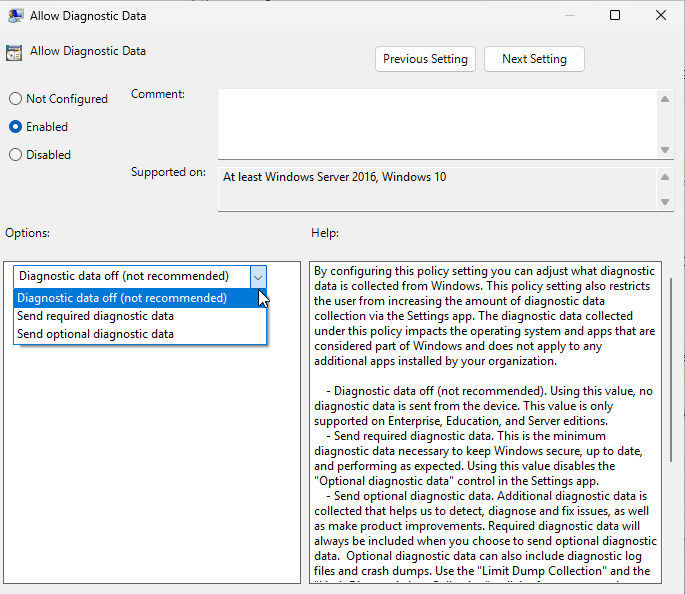 Allow Diagnostic Data
Allow Diagnostic Data
Previous Setting
Next Setting
Not Configured
Enabled
Disabled
Comment:
Supported on:
At least Windows Server 2016, Windows 10
Options:
Help:
Diagnostic data off (not recommended)
Diagnostic data off (not recommended)
Send required diagnostic data
Send optional diagnostic data
By configuring this policy setting you can adjust what diagnostic
data is collected from Windows. This policy setting also restricts
the user from increasing the amount of diagnostic data
collection via the Settings app. The diagnostic data collected
under this policy impacts the operating system and apps that are
considered part of Windows and does not apply to any
additional apps installed by your organization.
- Diagnostic data off (not recommended). Using this value, no
diagnostic data is sent from the device. This value is only
supported on Enterprise, Education, and Server editions.
- Send required diagnostic data. This is the minimum
diagnostic data necessary to keep Windows secure, up to date,
and performing as expected. Using this value disables the
"Optional diagnostic data" control in the Settings app.
- Send optional diagnostic data. Additional diagnostic data is
collected that helps us to detect, diagnose and fix issues, as well
as make product improvements. Required diagnostic data will
always be included when you choose to send optional diagnostic
data.  Optional diagnostic data can also include diagnostic log
files and crash dumps. Use the "Limit Dump Collection" and the